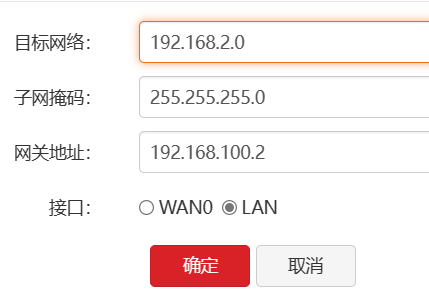 目标网络： 192.168.2.0
子网掩码： 255.255.255.0
网关地址： 192.168.100.2
接口： WAN0 LAN
确定 取消